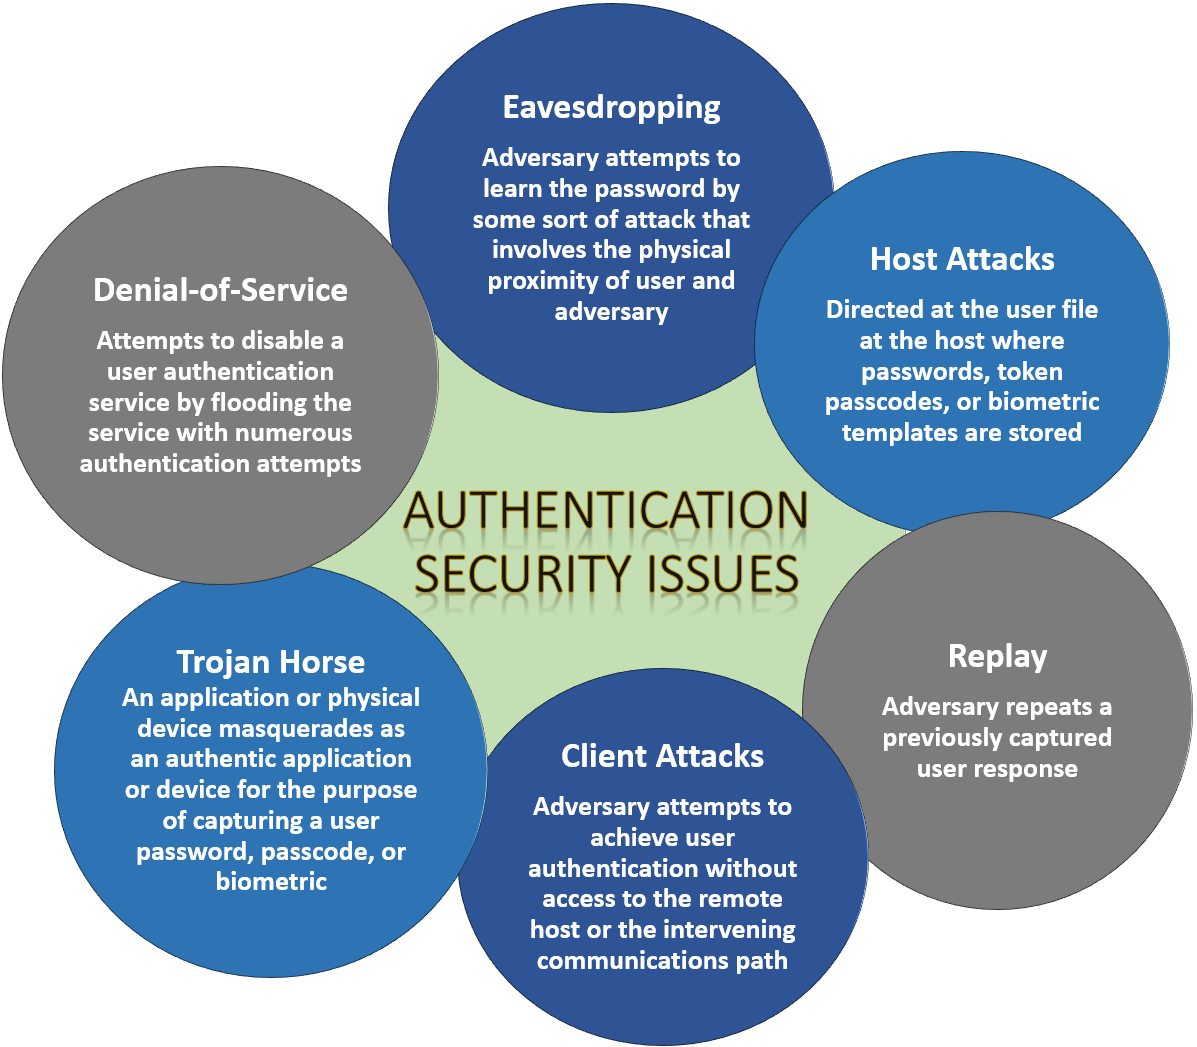 Eavesdropping
Adversary attempts to
learn the password by
some sort of attack that
involves the physical
proximity of user and
adversary
Host Attacks
Directed at the user file
at the host where
passwords, token
passcodes, or biometric
templates are stored
Denial-of-Service
Attempts to disable a
user authentication
service by flooding the
service with numerous
authentication attempts
AUTHENTICATION
SECURITY ISSUES
Replay
Adversary repeats a
previously captured
user response
Trojan Horse
An application or physical
device masquerades as
an authentic application
or device for the purpose
of capturing a user
password, passcode, or
biometric
Client Attacks
Adversary attempts to
achieve user
authentication without
access to the remote
host or the intervening
communications path